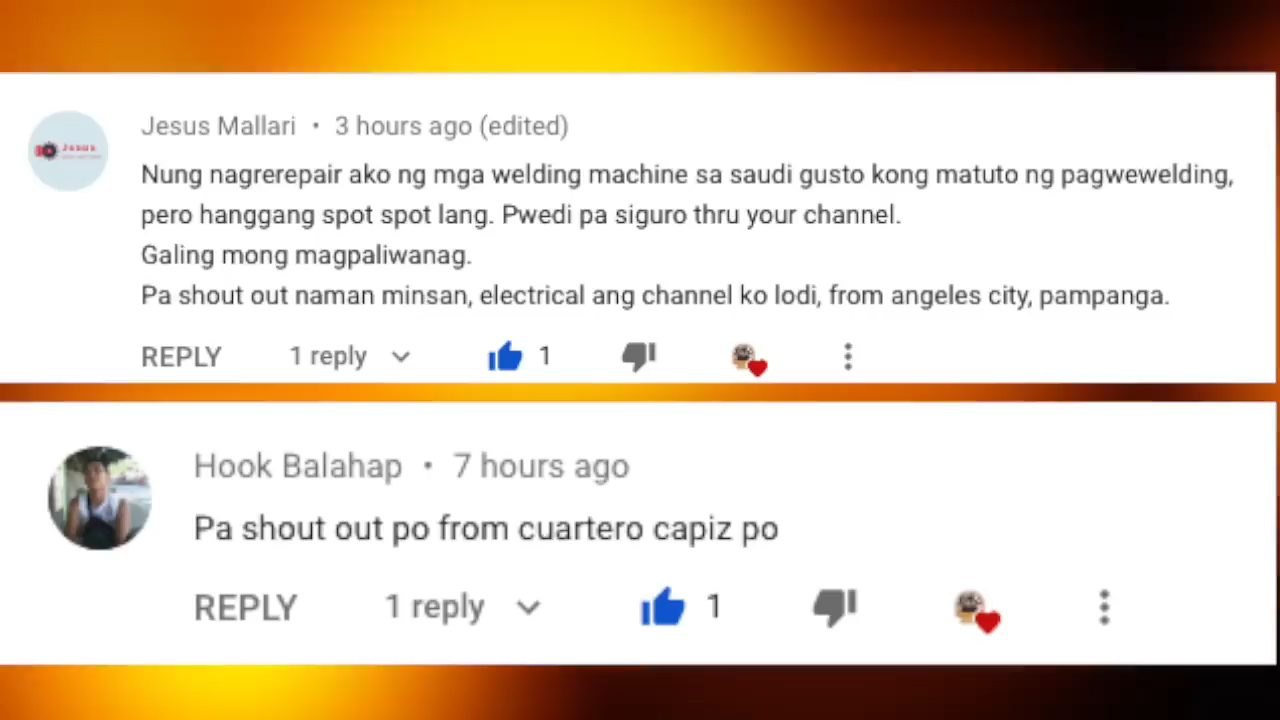 Jesus Mallari • 3 hours ago (edited)
Nung nagrerepair ako ng mga welding machine sa saudi gusto kong matuto ng pagwewelding,
pero hanggang spot spot lang. Pwedi pa siguro thru your channel.
Galing mong magpaliwanag.
Pa shout out naman minsan, electrical ang channel ko lodi, from angeles city, pampanga.
REPLY 1 reply 1
Hook Balahap • 7 hours ago
Pa shout out po from cuartero capiz po
REPLY 1 reply 1